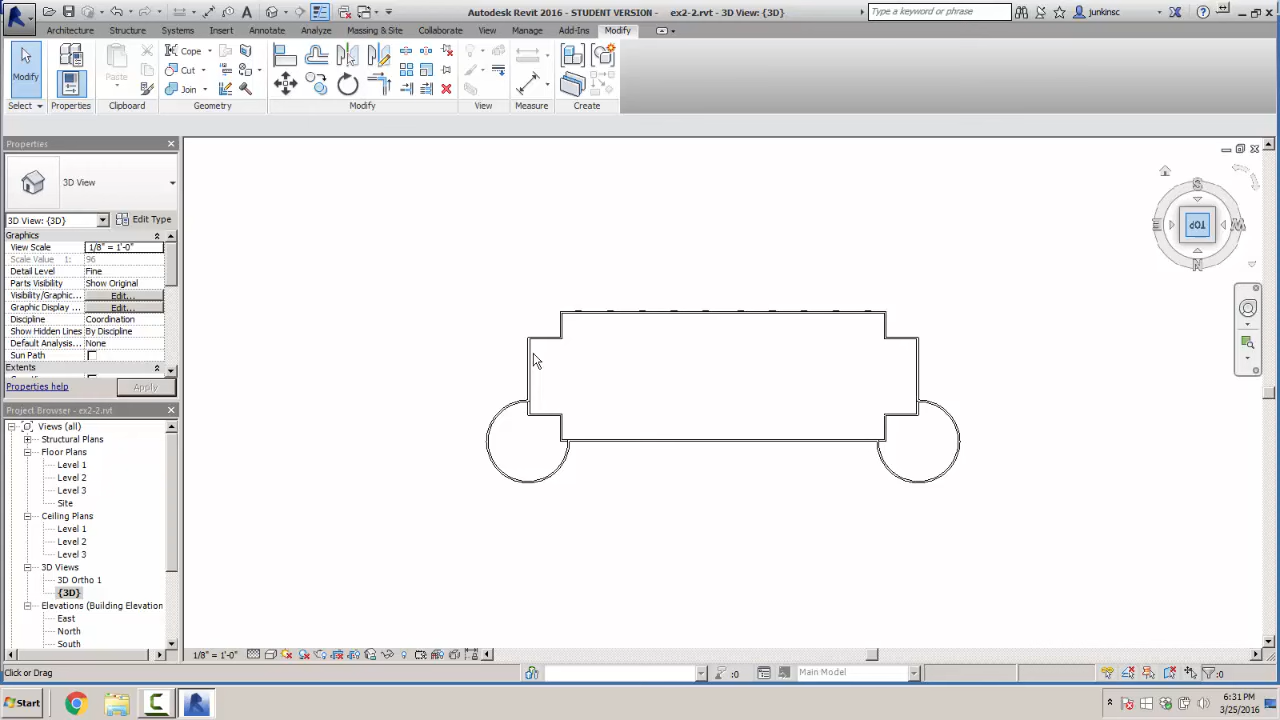 Autodesk Revit 2016 - STUDENT VERSION - ex2-2.rvt - 3D View: {3D}
Type a keyword or phrase
junkinsc
Architecture Structure Systems Insert Annotate Analyze Massing & Site Collaborate View Manage Add-Ins Modify
Modify
Paste
Cope
Cut
Join
Select Properties Clipboard Geometry Modify View Measure Create
Properties
3D View
3D View: {3D} Edit Type
Graphics
View Scale 1/8" = 1'-0"
Scale Value 1: 96
Detail Level Fine
Parts Visibility Show Original
Visibility/Graphic... Edit...
Graphic Display ... Edit...
Discipline Coordination
Show Hidden Lines By Discipline
Default Analysis... None
Sun Path
Extents
Properties help Apply
Project Browser - ex2-2.rvt
Views (all)
Structural Plans
Floor Plans
Level 1
Level 2
Level 3
Site
Ceiling Plans
Level 1
Level 2
Level 3
3D Views
3D Ortho 1
{3D}
Elevations (Building Elevation
East
North
South
S
E TOP W
N
1/8" = 1'-0"
Click or Drag
:0 Main Model :0
Start
6:31 PM
3/25/2016